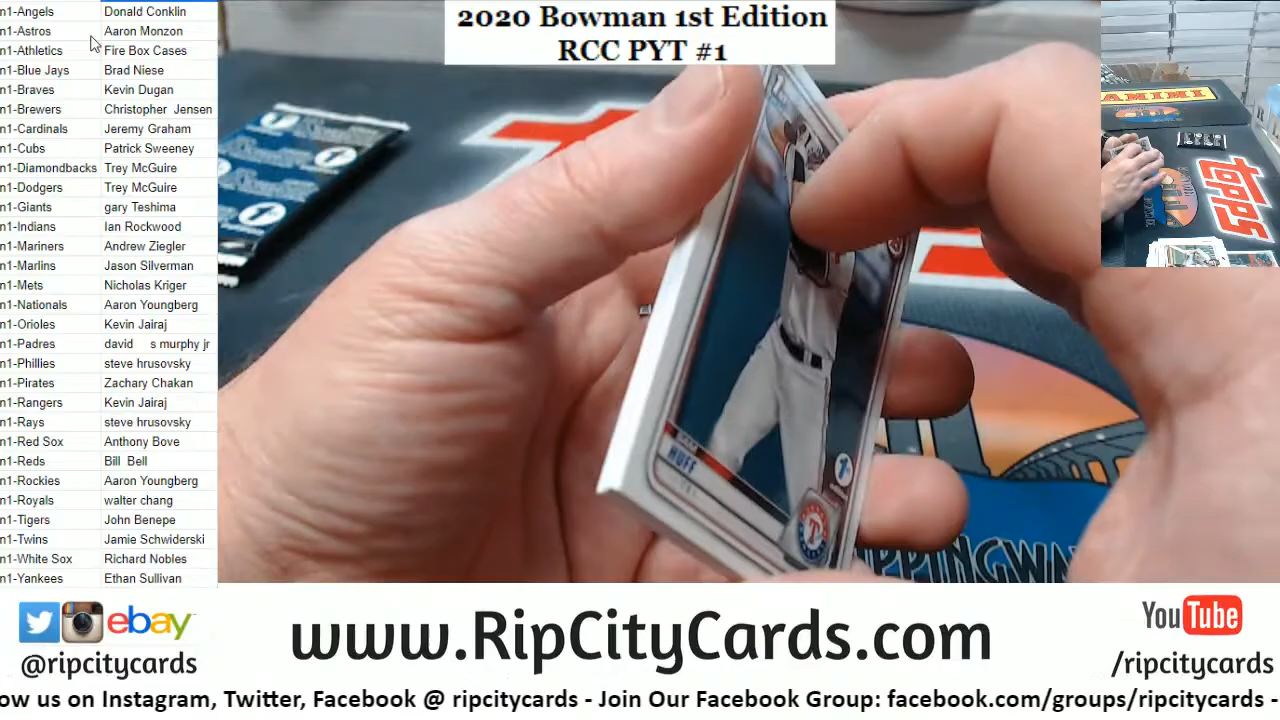 n1-Angels Donald Conklin
n1-Astros Aaron Monzon
n1-Athletics Fire Box Cases
n1-Blue Jays Brad Niese
n1-Braves Kevin Dugan
n1-Brewers Christopher Jensen
n1-Cardinals Jeremy Graham
n1-Cubs Patrick Sweeney
n1-Diamondbacks Trey McGuire
n1-Dodgers Trey McGuire
n1-Giants gary Teshima
n1-Indians Ian Rockwood
n1-Mariners Andrew Ziegler
n1-Marlins Jason Silverman
n1-Mets Nicholas Kriger
n1-Nationals Aaron Youngberg
n1-Orioles Kevin Jairaj
n1-Padres david s murphy jr
n1-Phillies steve hrusovsky
n1-Pirates Zachary Chakan
n1-Rangers Kevin Jairaj
n1-Rays steve hrusovsky
n1-Red Sox Anthony Bove
n1-Reds Bill Bell
n1-Rockies Aaron Youngberg
n1-Royals walter chang
n1-Tigers John Benepe
n1-Twins Jamie Schwiderski
n1-White Sox Richard Nobles
n1-Yankees Ethan Sullivan
2020 Bowman 1st Edition
RCC PYT #1
HUFF
T
PPINGWA
ANIMI
topps
ebay
@ripcitycards
www.RipCityCards.com
YouTube
/ripcitycards
ow us on Instagram, Twitter, Facebook @ ripcitycards - Join Our Facebook Group: facebook.com/groups/ripcitycards -